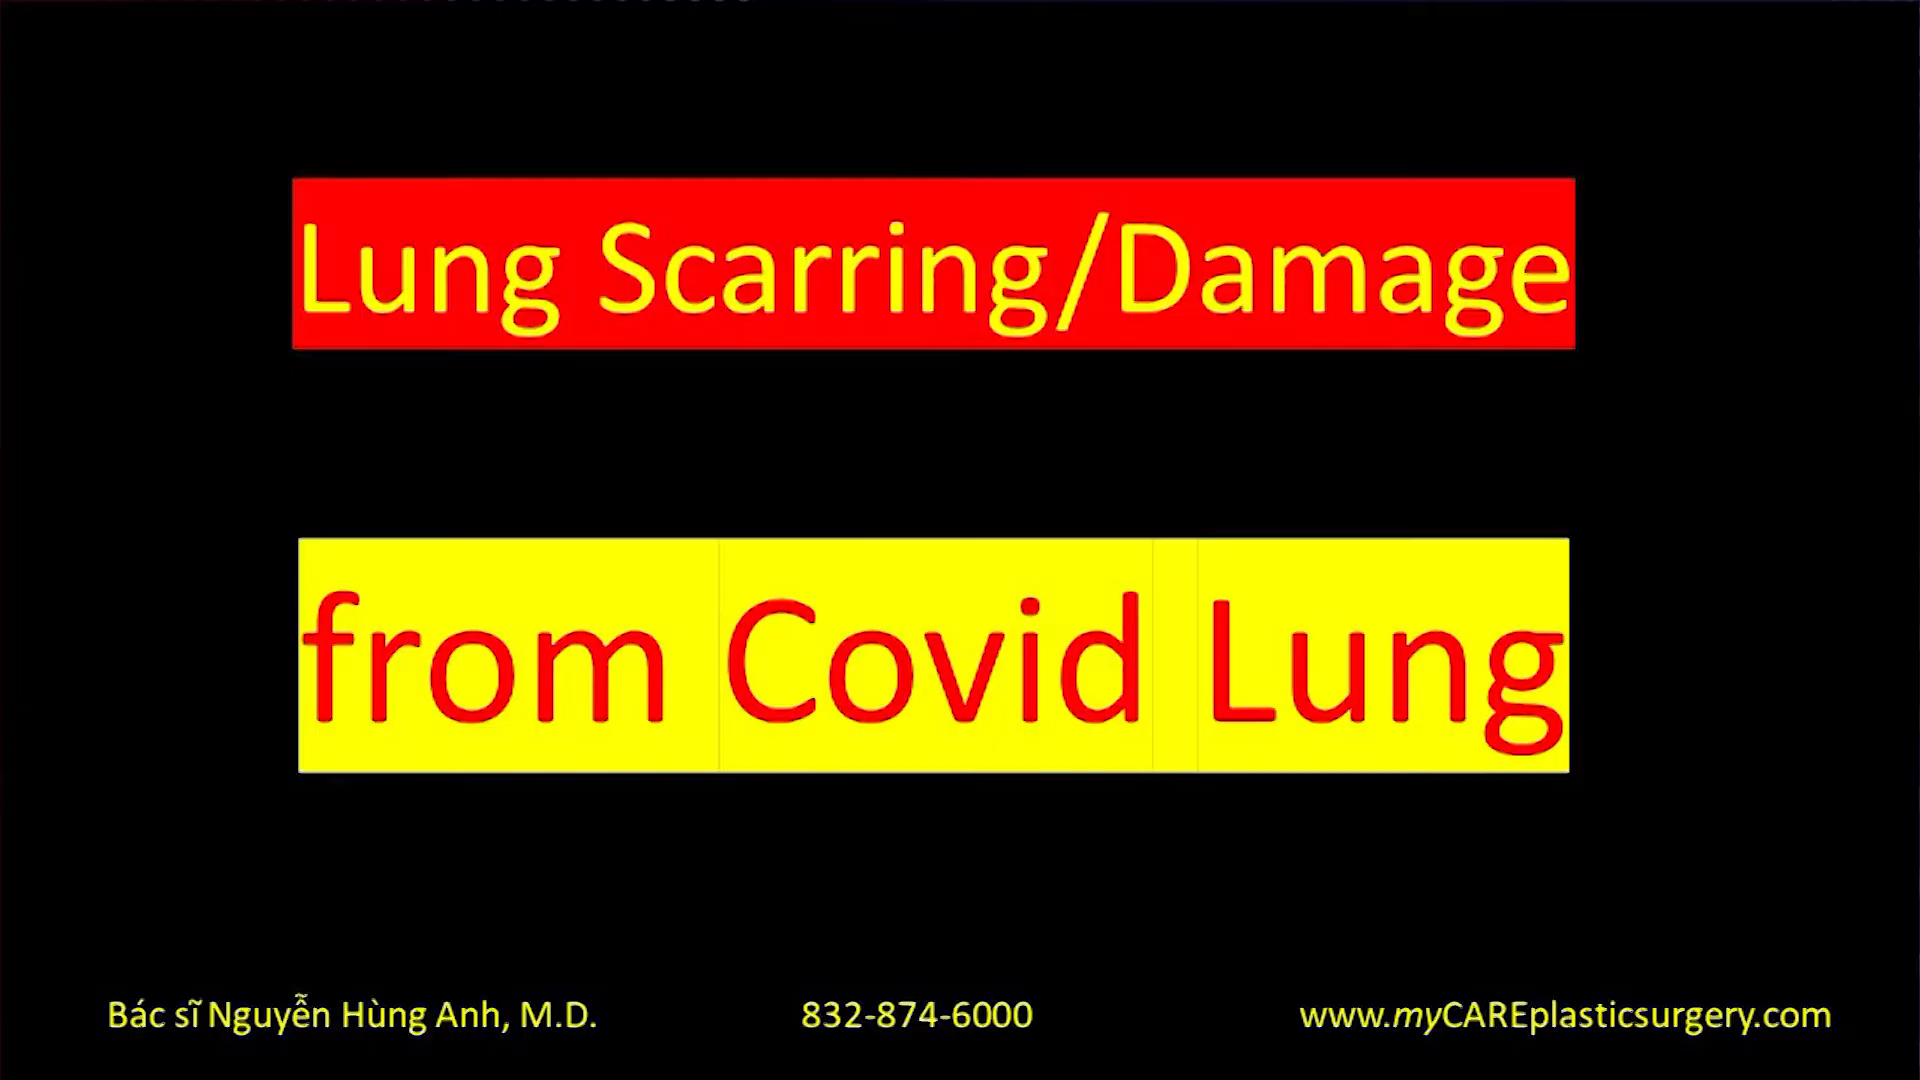 Lung Scarring/Damage
from Covid Lung
Bác sĩ Nguyễn Hùng Anh, M.D. 832-874-6000 www.myCAREplasticsurgery.com